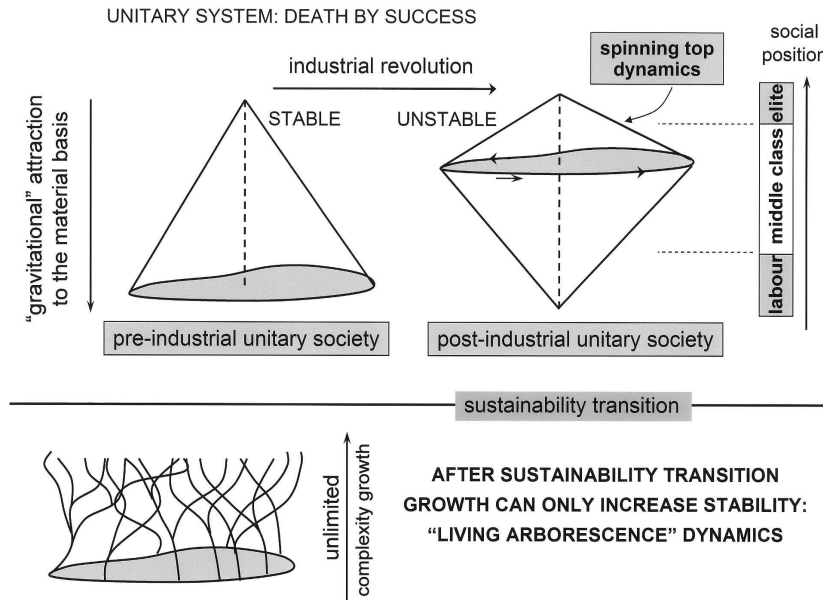 UNITARY SYSTEM: DEATH BY SUCCESS
social
position
spinning top
dynamics
industrial revolution
STABLE
UNSTABLE
"gravitational" attraction
to the material basis
elite
middle class
labour
pre-industrial unitary society
post-industrial unitary society
sustainability transition
unlimited
complexity growth
AFTER SUSTAINABILITY TRANSITION
GROWTH CAN ONLY INCREASE STABILITY:
“LIVING ARBORESCENCE” DYNAMICS